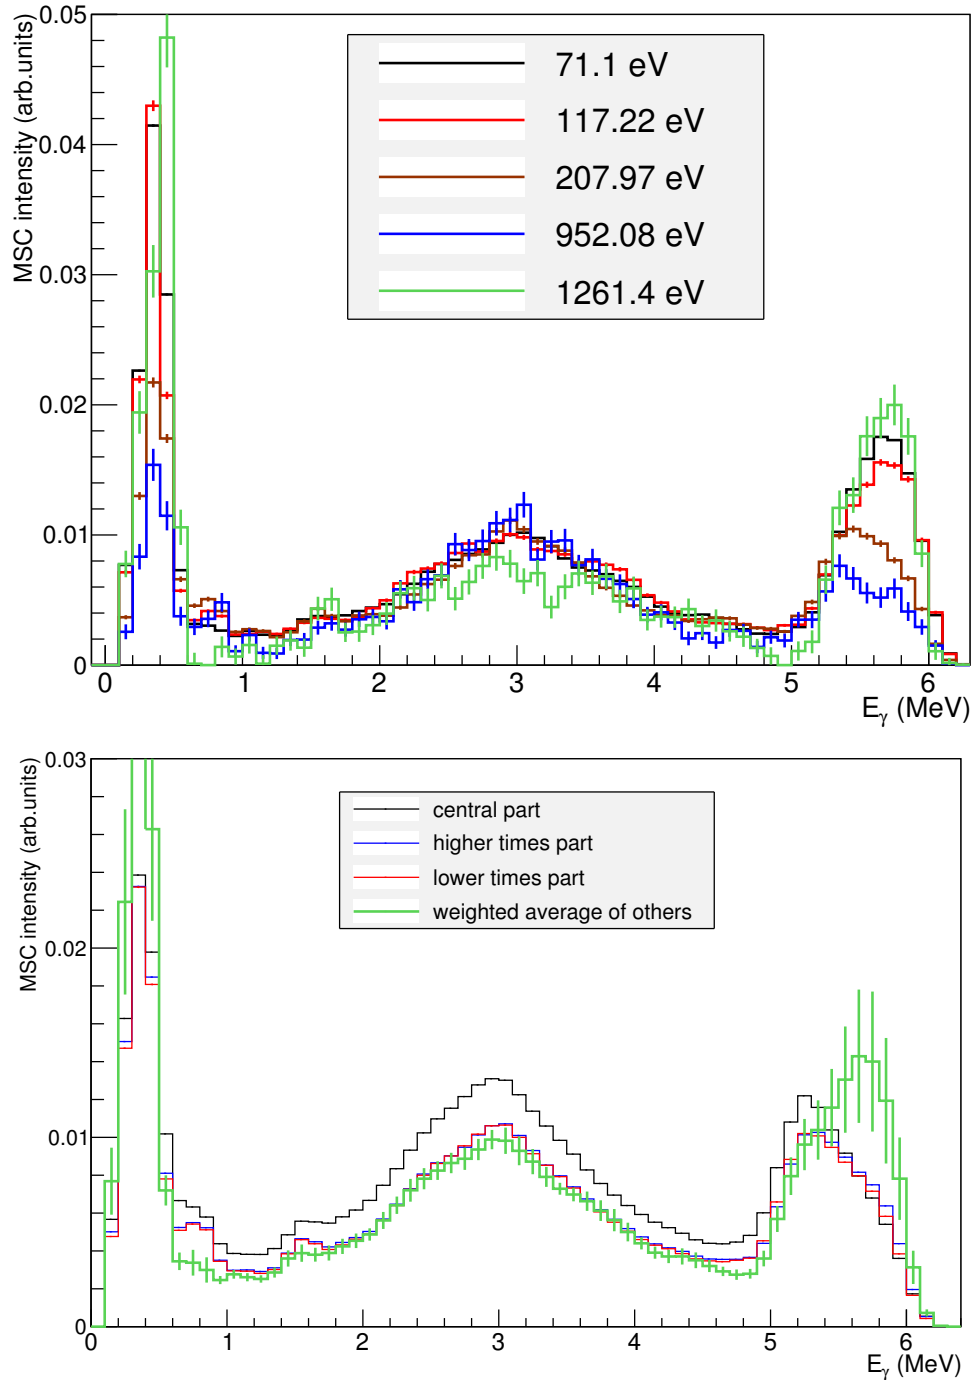 MSC intensity (arb.units)
0.05
0.04
0.03
0.02
0.01
0
71.1 eV
117.22 eV
207.97 eV
952.08 eV
1261.4 eV
0 1 2 3 4 5 6
E_γ (MeV)
MSC intensity (arb.units)
0.03
0.02
0.01
0
central part
higher times part
lower times part
weighted average of others
0 1 2 3 4 5 6
E_γ (MeV)